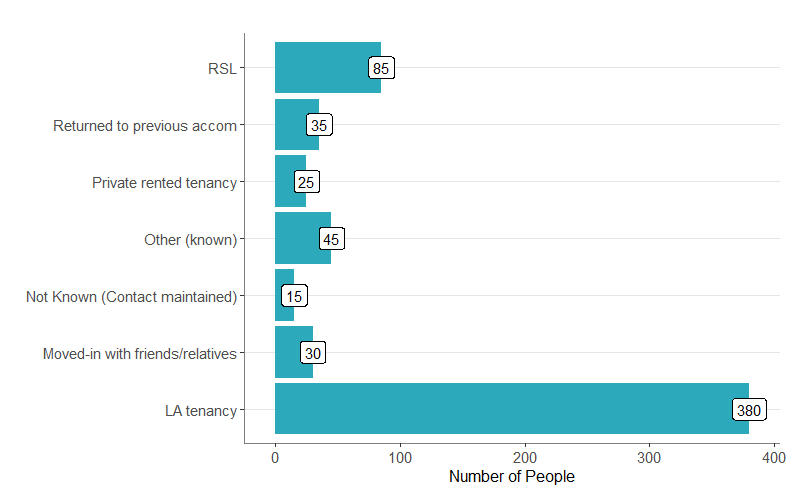 RSL
85
Returned to previous accom
35
Private rented tenancy
25
Other (known)
45
Not Known (Contact maintained)
15
Moved-in with friends/relatives
30
LA tenancy
380
0 100 200 300 400
Number of People